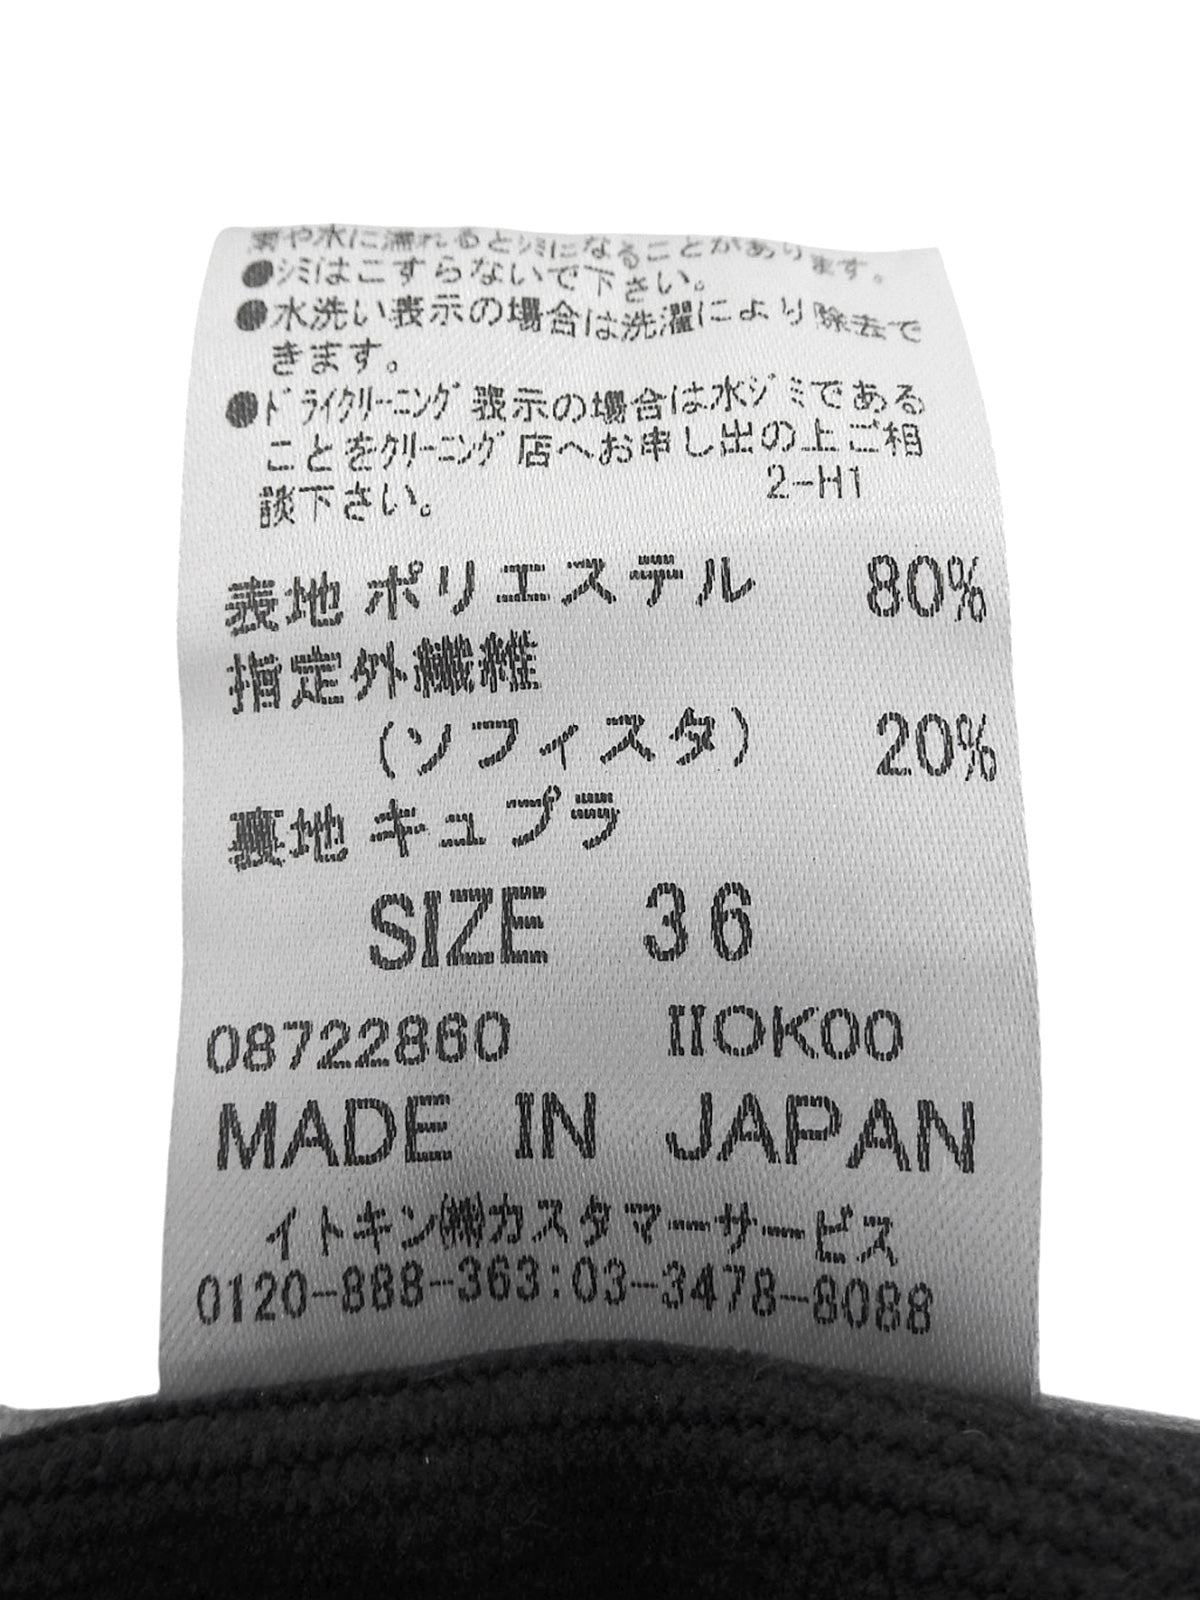 雨や水に濡れるとシミになることがあります。
●シミはこすらないで下さい。
●水洗い表示の場合は洗濯により除去で
きます。
●ドライクリーニング表示の場合は水ジミである
ことをクリーニング店へお申し出の上ご相
談下さい。 2-H1
表地 ポリエステル 80%
指定外繊維
(ソフィスタ) 20%
裏地 キュプラ
SIZE 36
08722860 IIOK00
MADE IN JAPAN
イトキン㈱カスタマーサービス
0120-888-363:03-3478-8088